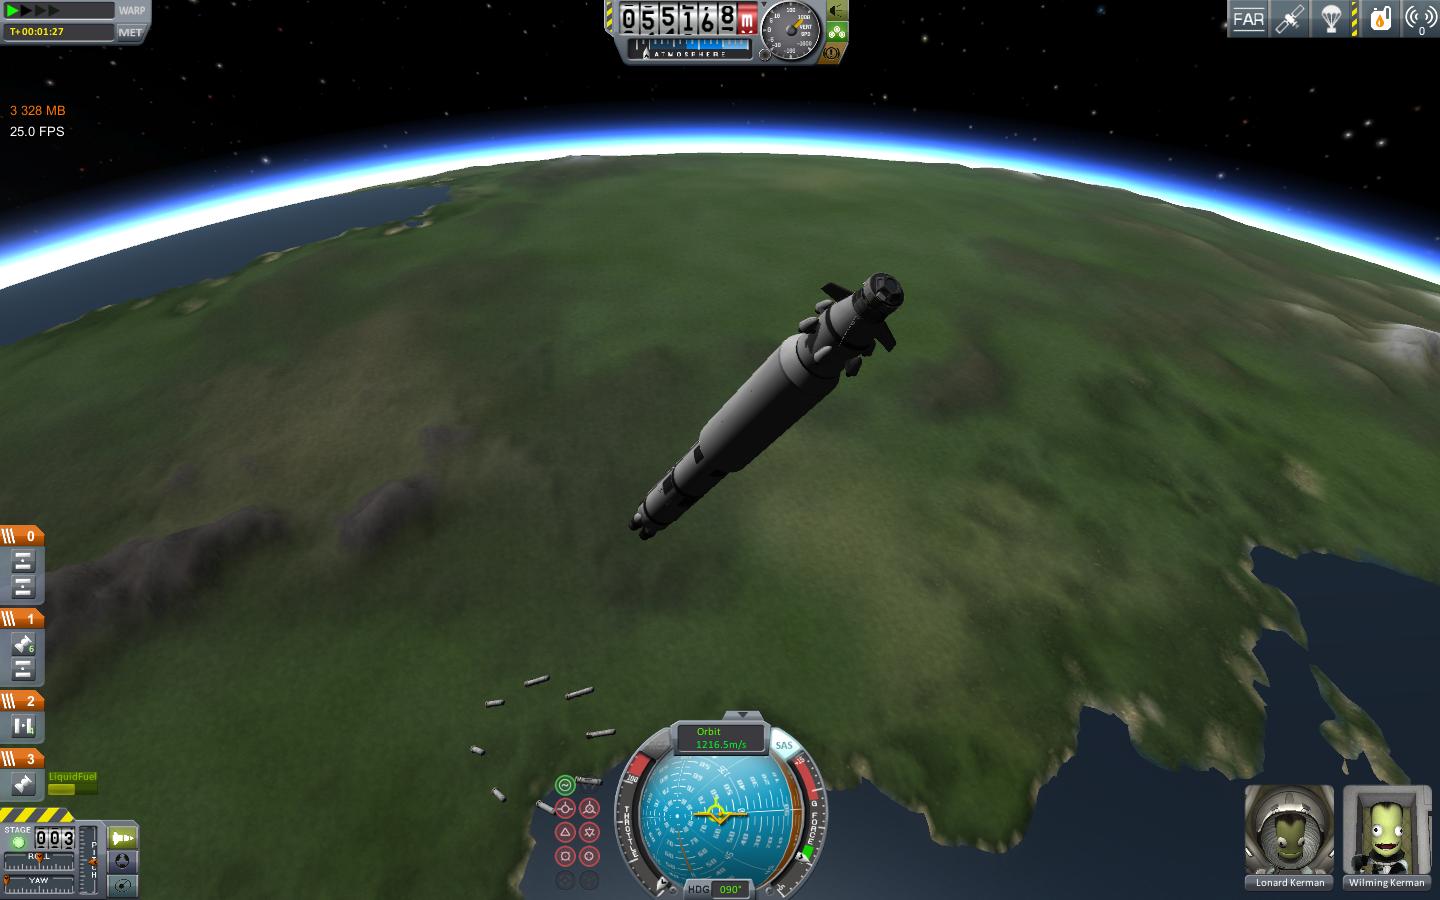 WARP
T+00:01:27 MET
055168 m
ATMOSPHERE
FAR
0
3 328 MB
25.0 FPS
0
1
6
2
3
LiquidFuel
STAGE
003
ROLL
YAW
PITCH
Orbit
1216.5m/s
SAS
THROTTLE
G FORCE
HDG 090°
Lonard Kerman
Wilming Kerman